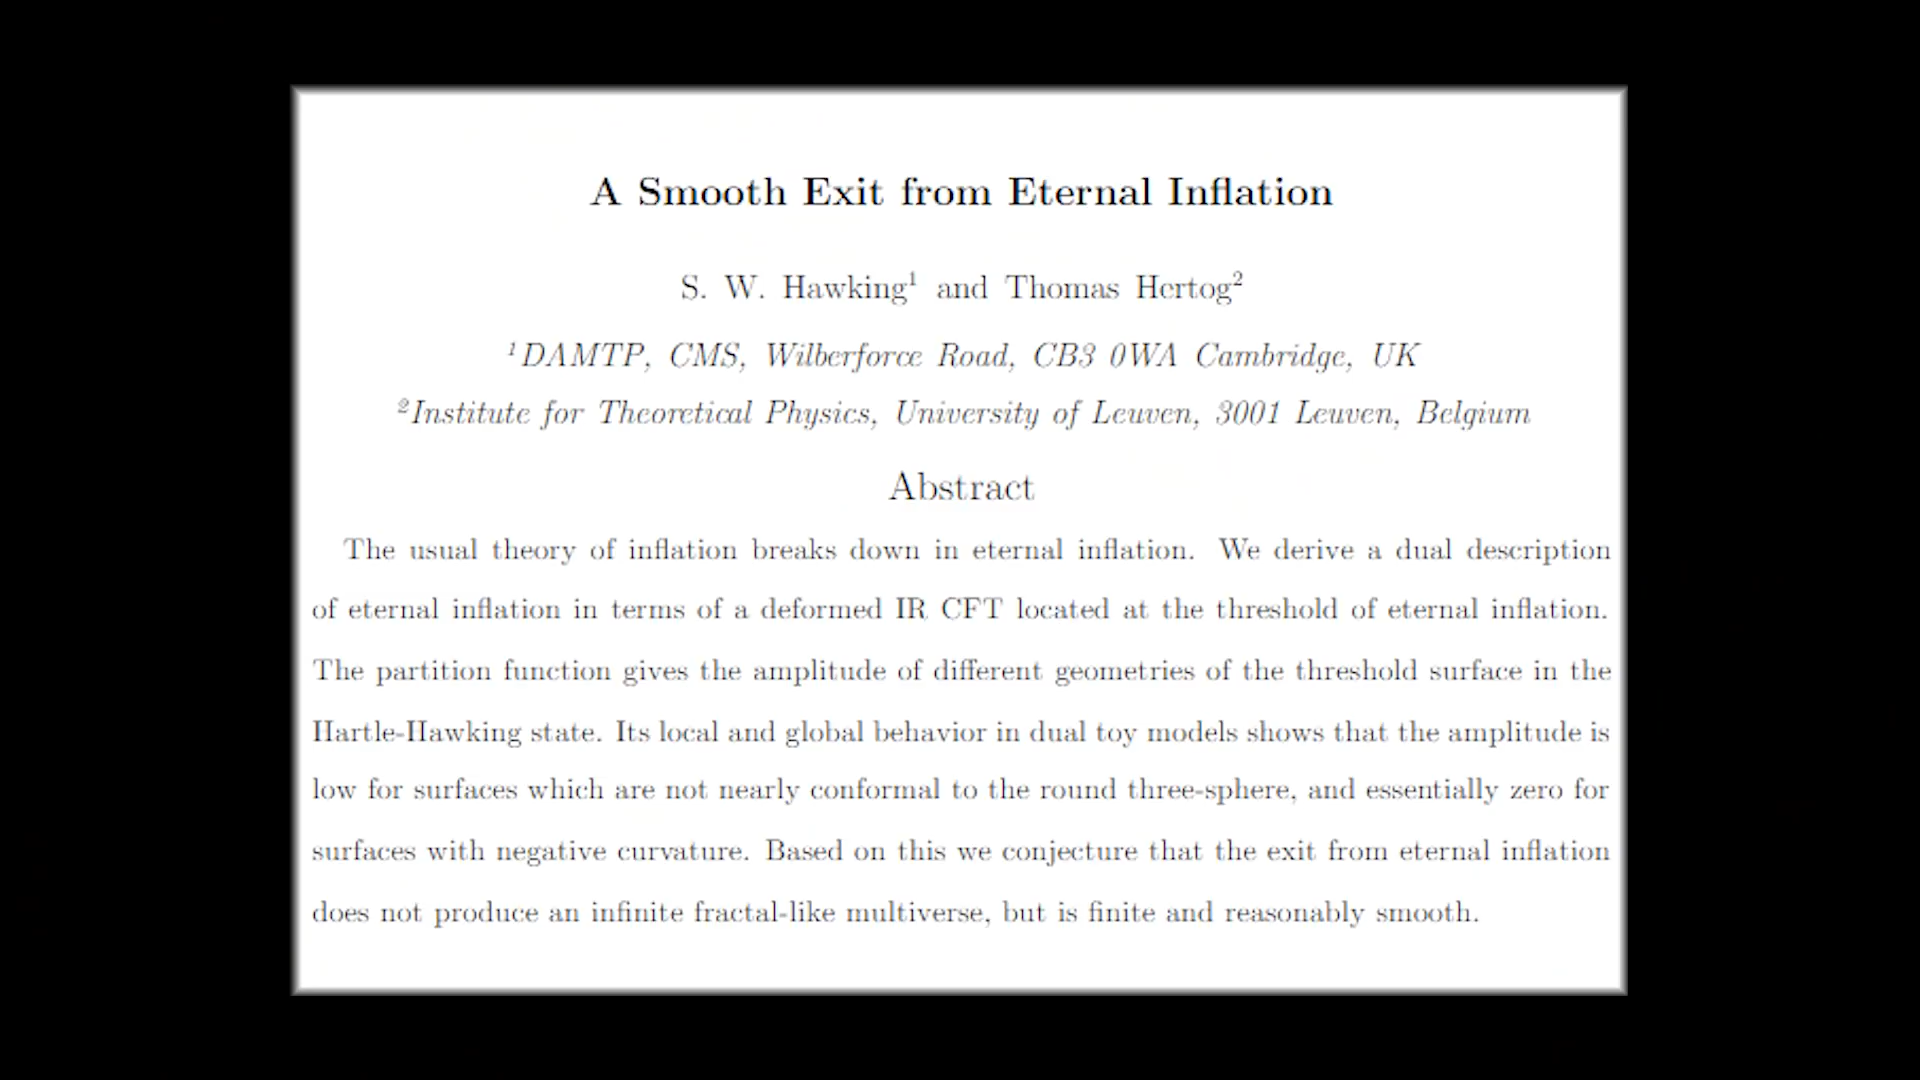 A Smooth Exit from Eternal Inflation
S. W. Hawking¹ and Thomas Hertog²
¹DAMTP, CMS, Wilberforce Road, CB3 0WA Cambridge, UK
²Institute for Theoretical Physics, University of Leuven, 3001 Leuven, Belgium
Abstract
The usual theory of inflation breaks down in eternal inflation. We derive a dual description
of eternal inflation in terms of a deformed IR CFT located at the threshold of eternal inflation.
The partition function gives the amplitude of different geometries of the threshold surface in the
Hartle-Hawking state. Its local and global behavior in dual toy models shows that the amplitude is
low for surfaces which are not nearly conformal to the round three-sphere, and essentially zero for
surfaces with negative curvature. Based on this we conjecture that the exit from eternal inflation
does not produce an infinite fractal-like multiverse, but is finite and reasonably smooth.